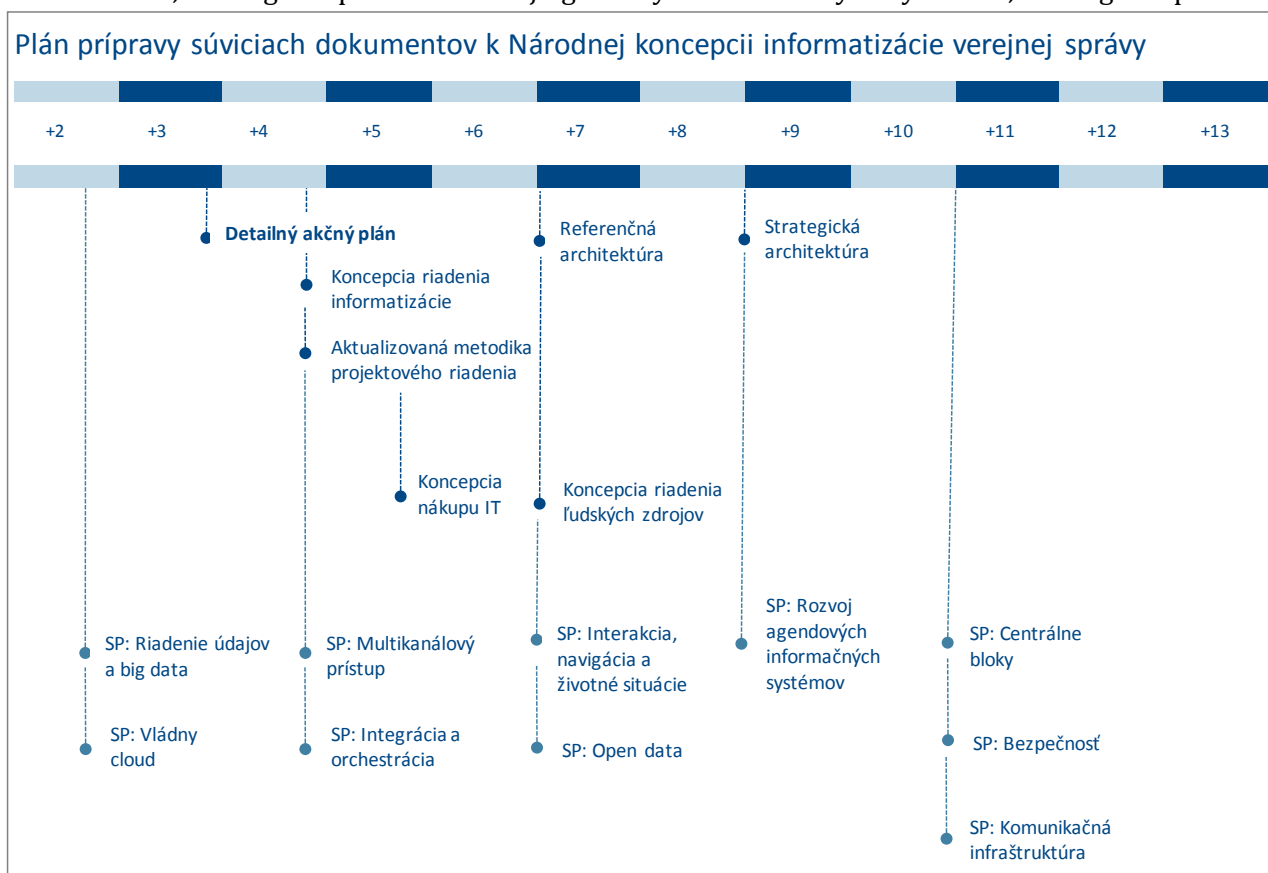 Plán prípravy súviciach dokumentov k Národnej koncepcii informatizácie verejnej správy
+2 +3 +4 +5 +6 +7 +8 +9 +10 +11 +12 +13
Detailný akčný plán
Referenčná
architektúra
Strategická
architektúra
Koncepcia riadenia
informatizácie
Aktualizovaná metodika
projektového riadenia
Koncepcia
nákupu IT
Koncepcia riadenia
ľudských zdrojov
SP: Riadenie údajov
a big data
SP: Multikanálový
prístup
SP: Interakcia,
navigácia a
životné situácie
SP: Rozvoj
agendových
informačných
systémov
SP: Centrálne
bloky
SP: Vládny
cloud
SP: Integrácia a
orchestrácia
SP: Open data
SP: Bezpečnosť
SP: Komunikačná
infraštruktúra